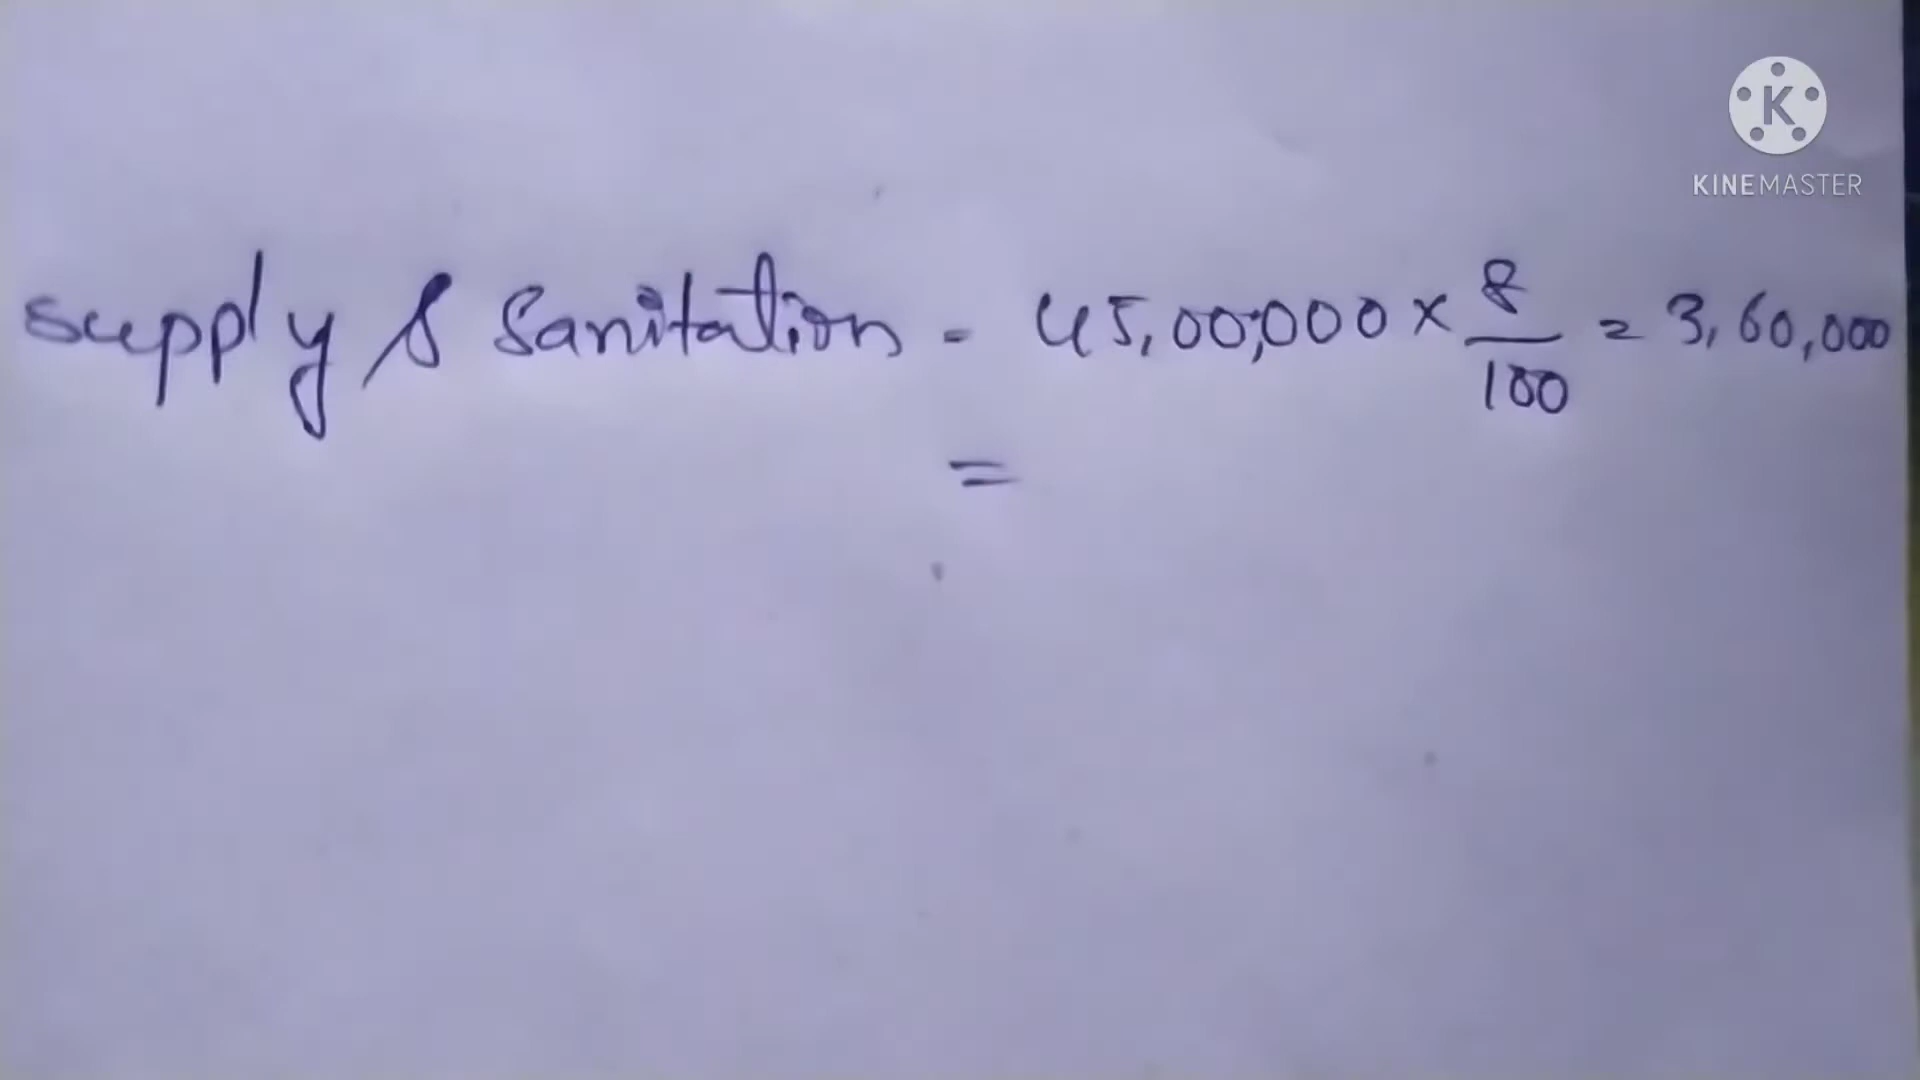 K
KINEMASTER
supply & Sanitation - 45,00,000 × 8/100 = 3,60,000
=